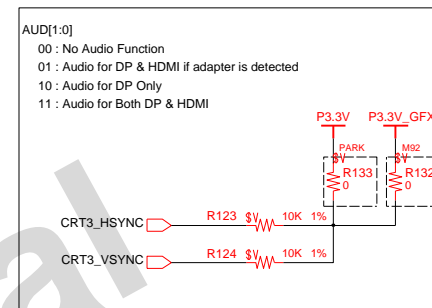 AUD[1:0]
00 : No Audio Function
01 : Audio for DP & HDMI if adapter is detected
10 : Audio for DP Only
11 : Audio for Both DP & HDMI
P3.3V P3.3V_GFX
PARK M92
$V $V
R133 R132
0 0
CRT3_HSYNC R123 $V 10K 1%
CRT3_VSYNC R124 $V 10K 1%